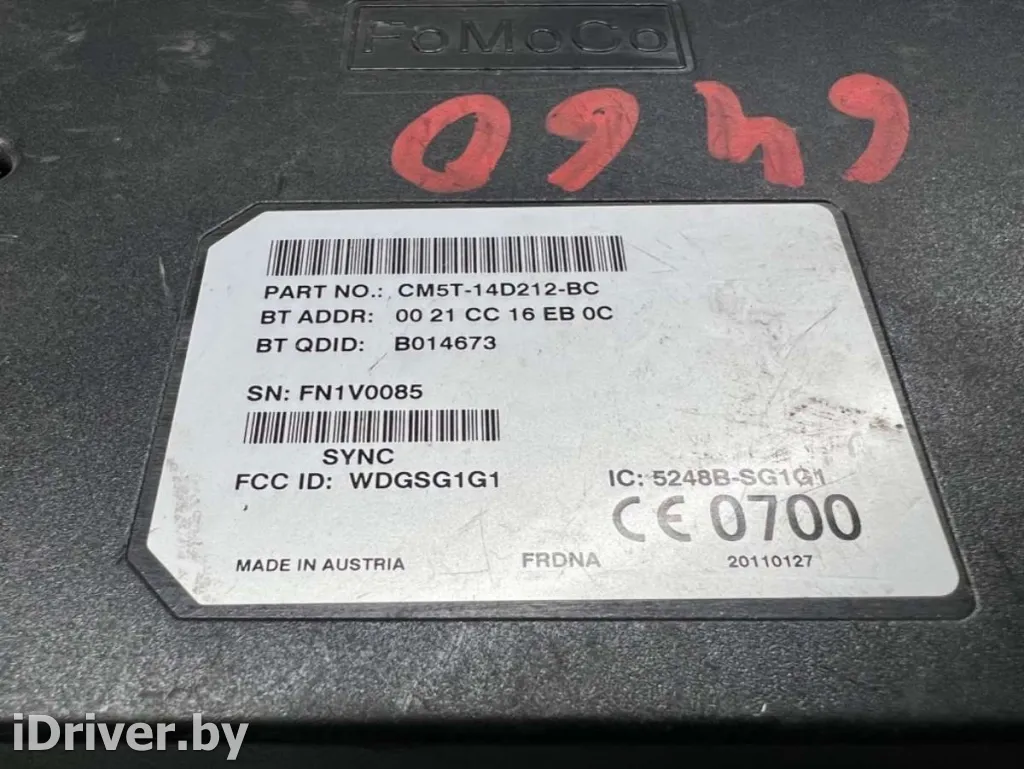 FoMoCo
0949
PART NO.: CM5T-14D212-BC
BT ADDR: 00 21 CC 16 EB 0C
BT QDID: B014673
SN: FN1V0085
SYNC
FCC ID: WDGSG1G1
IC: 5248B-SG1G1
CE 0700
MADE IN AUSTRIA
FRDNA
20110127
iDriver.by